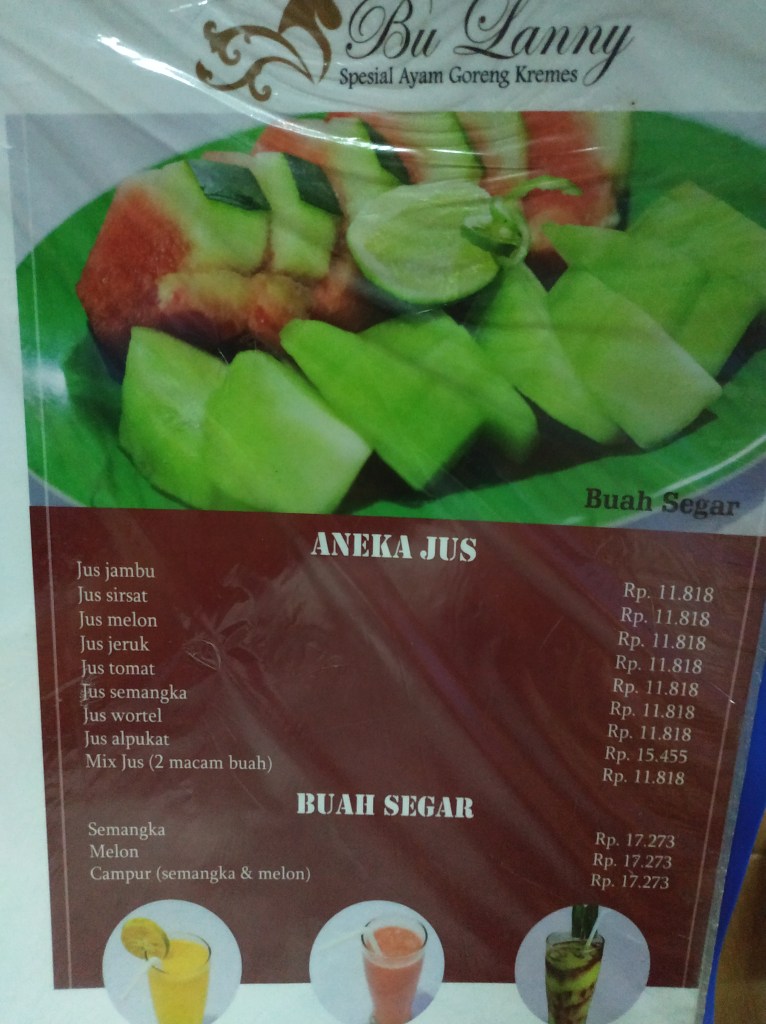 Bu Lanny
Spesial Ayam Goreng Kremes
Buah Segar
ANEKA JUS
Jus jambu Rp. 11.818
Jus sirsat Rp. 11.818
Jus melon Rp. 11.818
Jus jeruk Rp. 11.818
Jus tomat Rp. 11.818
Jus semangka Rp. 11.818
Jus wortel Rp. 11.818
Jus alpukat Rp. 15.455
Mix Jus (2 macam buah) Rp. 11.818
BUAH SEGAR
Semangka Rp. 17.273
Melon Rp. 17.273
Campur (semangka & melon) Rp. 17.273